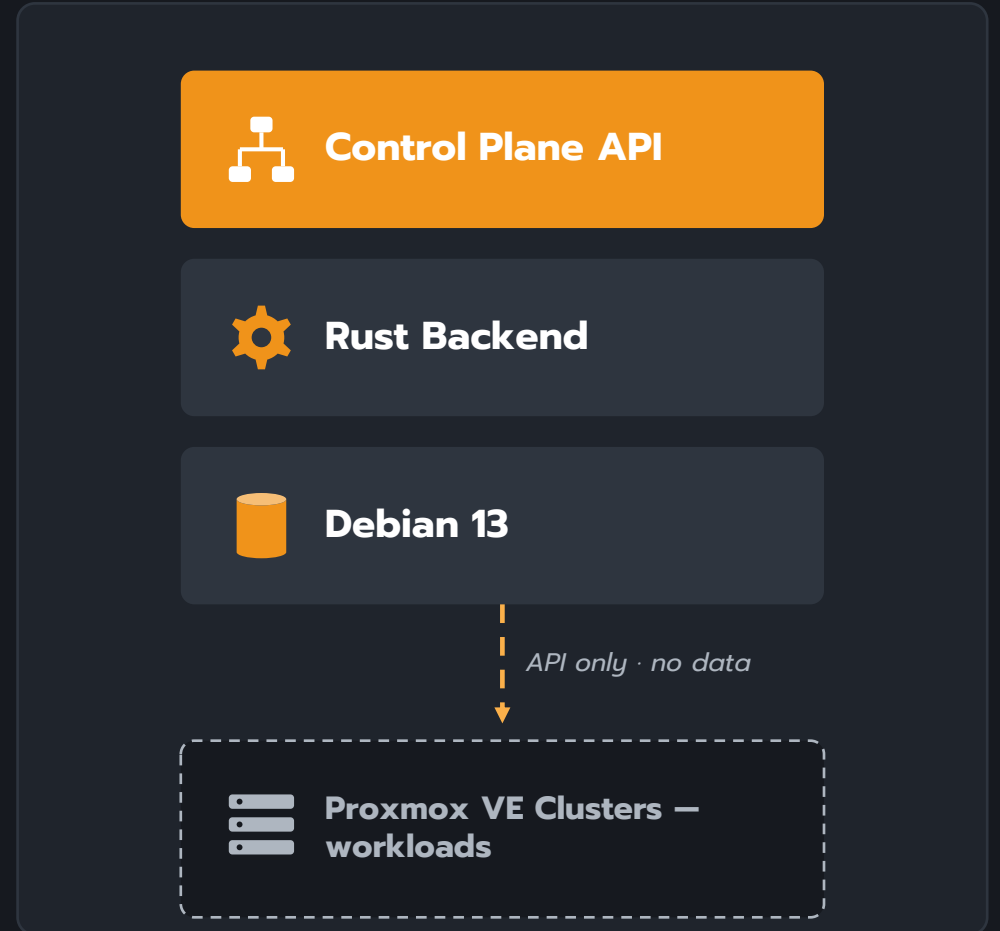 Control Plane API
Rust Backend
Debian 13
API only · no data
Proxmox VE Clusters –
workloads